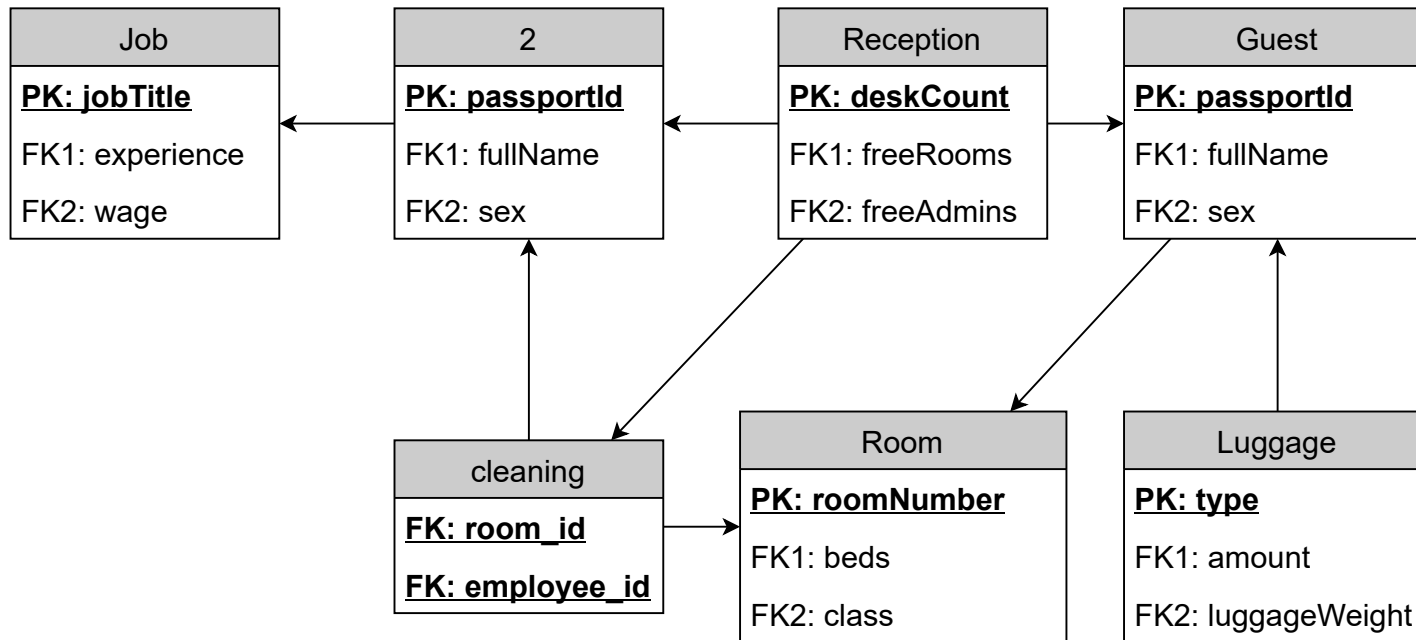 Job
PK: jobTitle
FK1: experience
FK2: wage
2
PK: passportId
FK1: fullName
FK2: sex
Reception
PK: deskCount
FK1: freeRooms
FK2: freeAdmins
Guest
PK: passportId
FK1: fullName
FK2: sex
cleaning
FK: room_id
FK: employee_id
Room
PK: roomNumber
FK1: beds
FK2: class
Luggage
PK: type
FK1: amount
FK2: luggageWeight